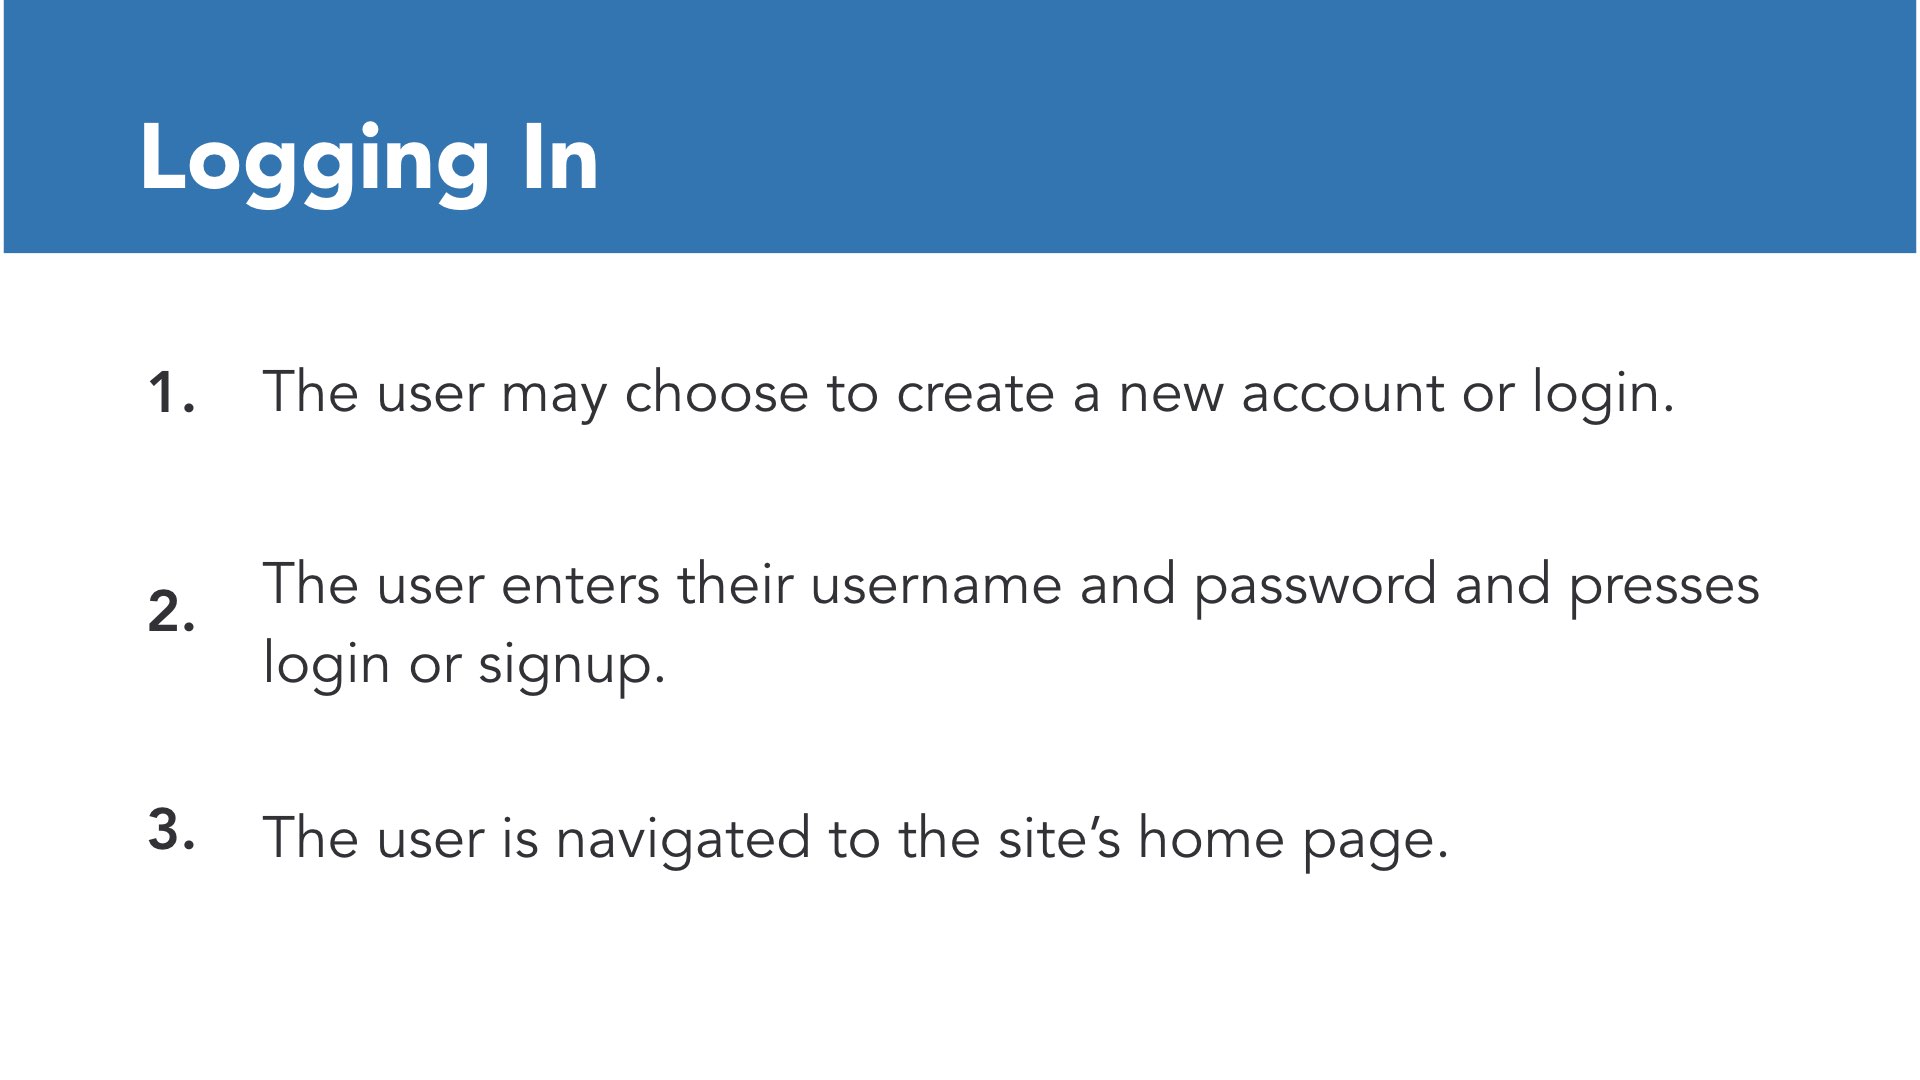 Logging In
1. The user may choose to create a new account or login.
2. The user enters their username and password and presses
login or signup.
3. The user is navigated to the site’s home page.